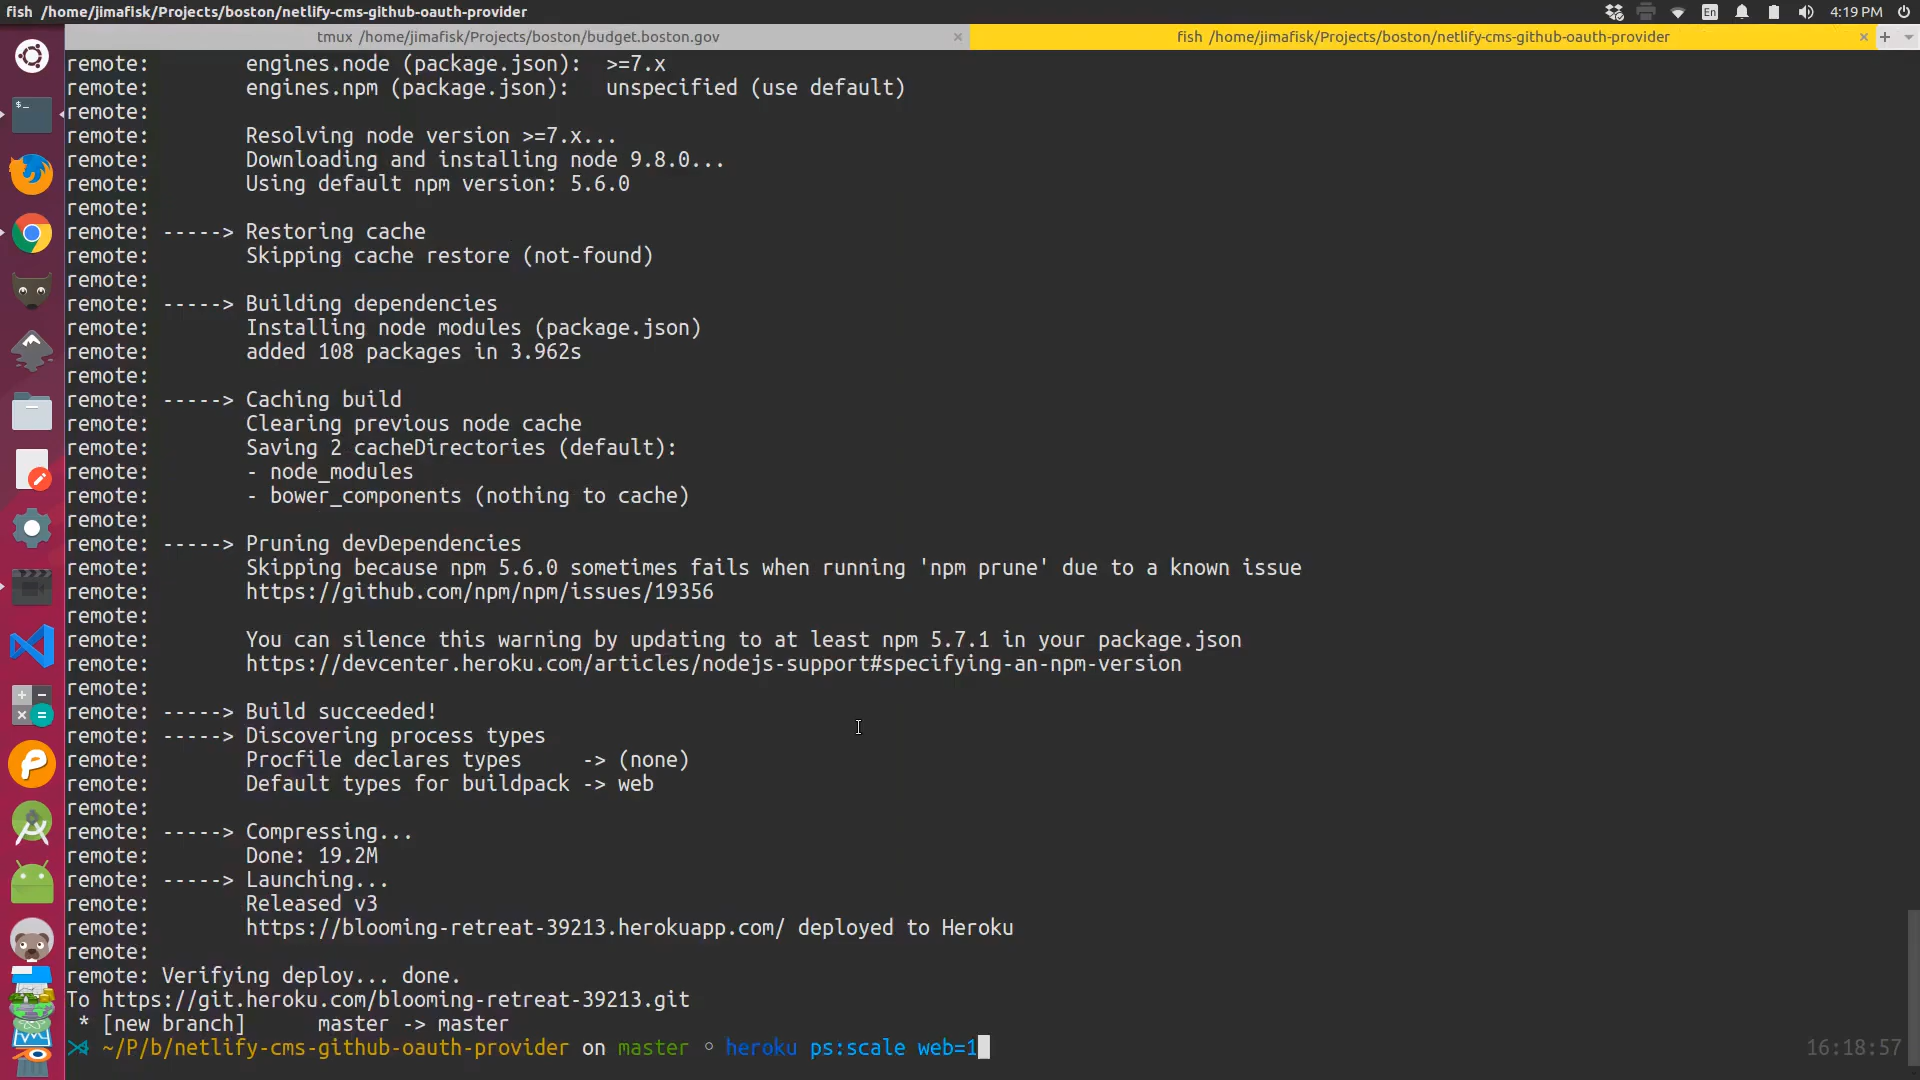 fish /home/jimafisk/Projects/boston/netlify-cms-github-oauth-provider
En
4:19 PM
tmux /home/jimafisk/Projects/boston/budget.boston.gov
fish /home/jimafisk/Projects/boston/netlify-cms-github-oauth-provider
remote:        engines.node (package.json):  >=7.x
remote:        engines.npm (package.json):   unspecified (use default)
remote:
remote:        Resolving node version >=7.x...
remote:        Downloading and installing node 9.8.0...
remote:        Using default npm version: 5.6.0
remote:
remote: -----> Restoring cache
remote:        Skipping cache restore (not-found)
remote:
remote: -----> Building dependencies
remote:        Installing node modules (package.json)
remote:        added 108 packages in 3.962s
remote:
remote: -----> Caching build
remote:        Clearing previous node cache
remote:        Saving 2 cacheDirectories (default):
remote:        - node_modules
remote:        - bower_components (nothing to cache)
remote:
remote: -----> Pruning devDependencies
remote:        Skipping because npm 5.6.0 sometimes fails when running 'npm prune' due to a known issue
remote:        https://github.com/npm/npm/issues/19356
remote:
remote:        You can silence this warning by updating to at least npm 5.7.1 in your package.json
remote:        https://devcenter.heroku.com/articles/nodejs-support#specifying-an-npm-version
remote:
remote: -----> Build succeeded!
remote: -----> Discovering process types
remote:        Procfile declares types     -> (none)
remote:        Default types for buildpack -> web
remote:
remote: -----> Compressing...
remote:        Done: 19.2M
remote: -----> Launching...
remote:        Released v3
remote:        https://blooming-retreat-39213.herokuapp.com/ deployed to Heroku
remote:
remote: Verifying deploy... done.
To https://git.heroku.com/blooming-retreat-39213.git
 * [new branch]      master -> master
⋊> ~/P/b/netlify-cms-github-oauth-provider on master ◦ heroku ps:scale web=1 16:18:57